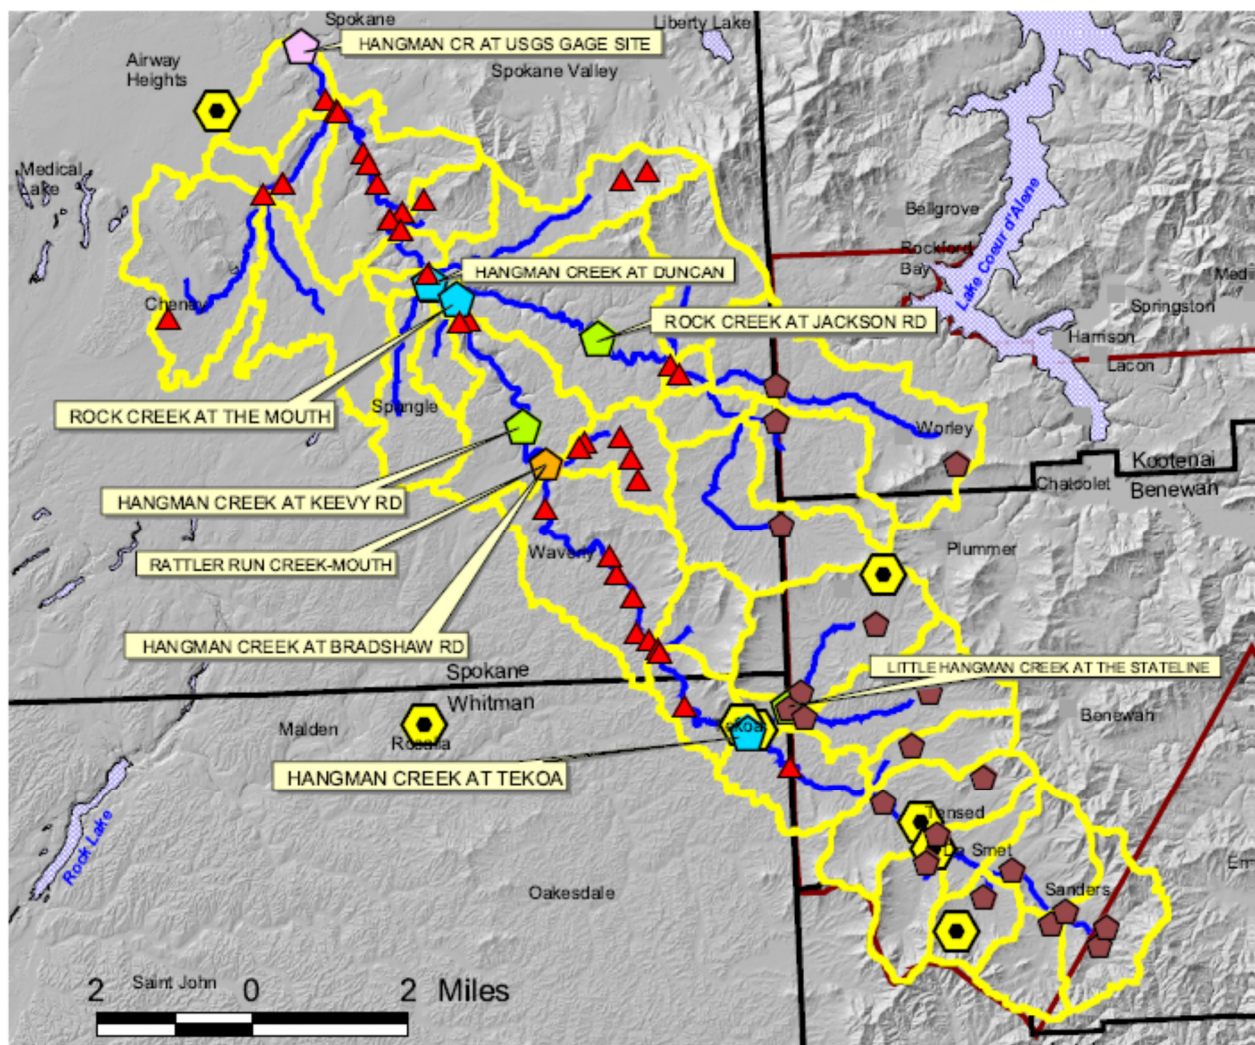 Spokane
HANGMAN CR AT USGS GAGE SITE
Liberty Lake
Airway
Heights
Spokane Valley
Medical
Lake
Bellgrove
Rockford
Bay
Lake Coeur d'Alene
HANGMAN CREEK AT DUNCAN
Cheney
Springston
ROCK CREEK AT JACKSON RD
Harrison
Lacon
ROCK CREEK AT THE MOUTH
Spangle
Worley
Kootenai
Chatcolet
Benewah
HANGMAN CREEK AT KEEVY RD
Waverly
Plummer
RATTLER RUN CREEK-MOUTH
HANGMAN CREEK AT BRADSHAW RD
Spokane
LITTLE HANGMAN CREEK AT THE STATELINE
Whitman
Malden
Rosalia
Benewah
HANGMAN CREEK AT TEKOA
Tensed
De Smet
Rock Lake
Oakesdale
Sanders
Saint John
2 0 2 Miles